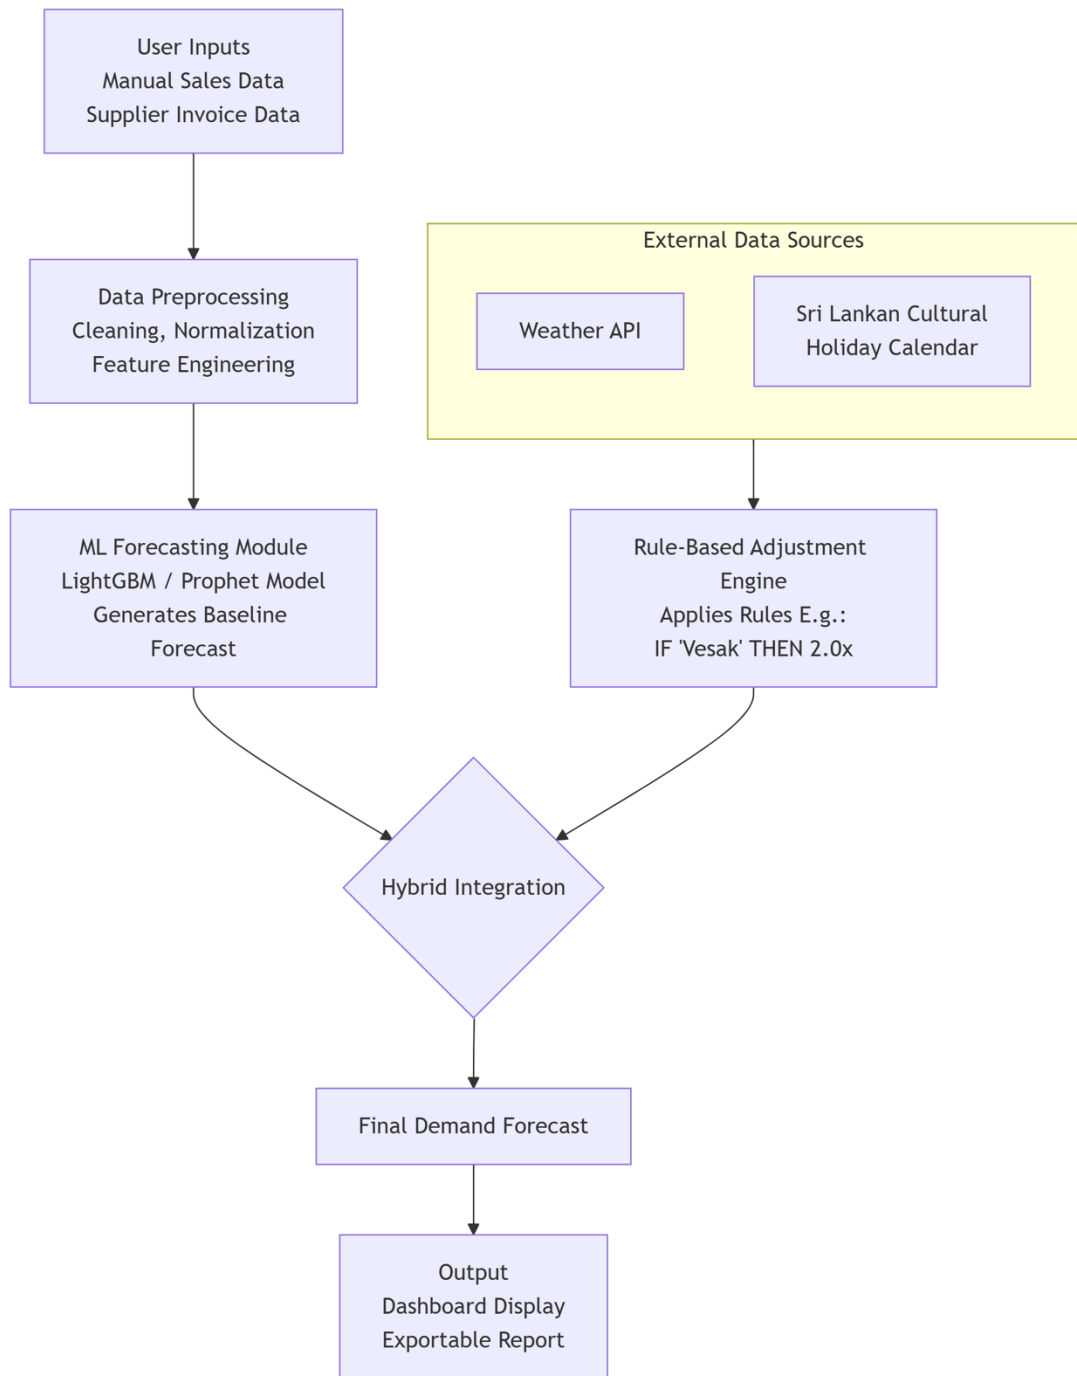 User Inputs
Manual Sales Data
Supplier Invoice Data
Data Preprocessing
Cleaning, Normalization
Feature Engineering
External Data Sources
Weather API
Sri Lankan Cultural
Holiday Calendar
ML Forecasting Module
LightGBM / Prophet Model
Generates Baseline
Forecast
Rule-Based Adjustment
Engine
Applies Rules E.g.:
IF 'Vesak' THEN 2.0x
Hybrid Integration
Final Demand Forecast
Output
Dashboard Display
Exportable Report